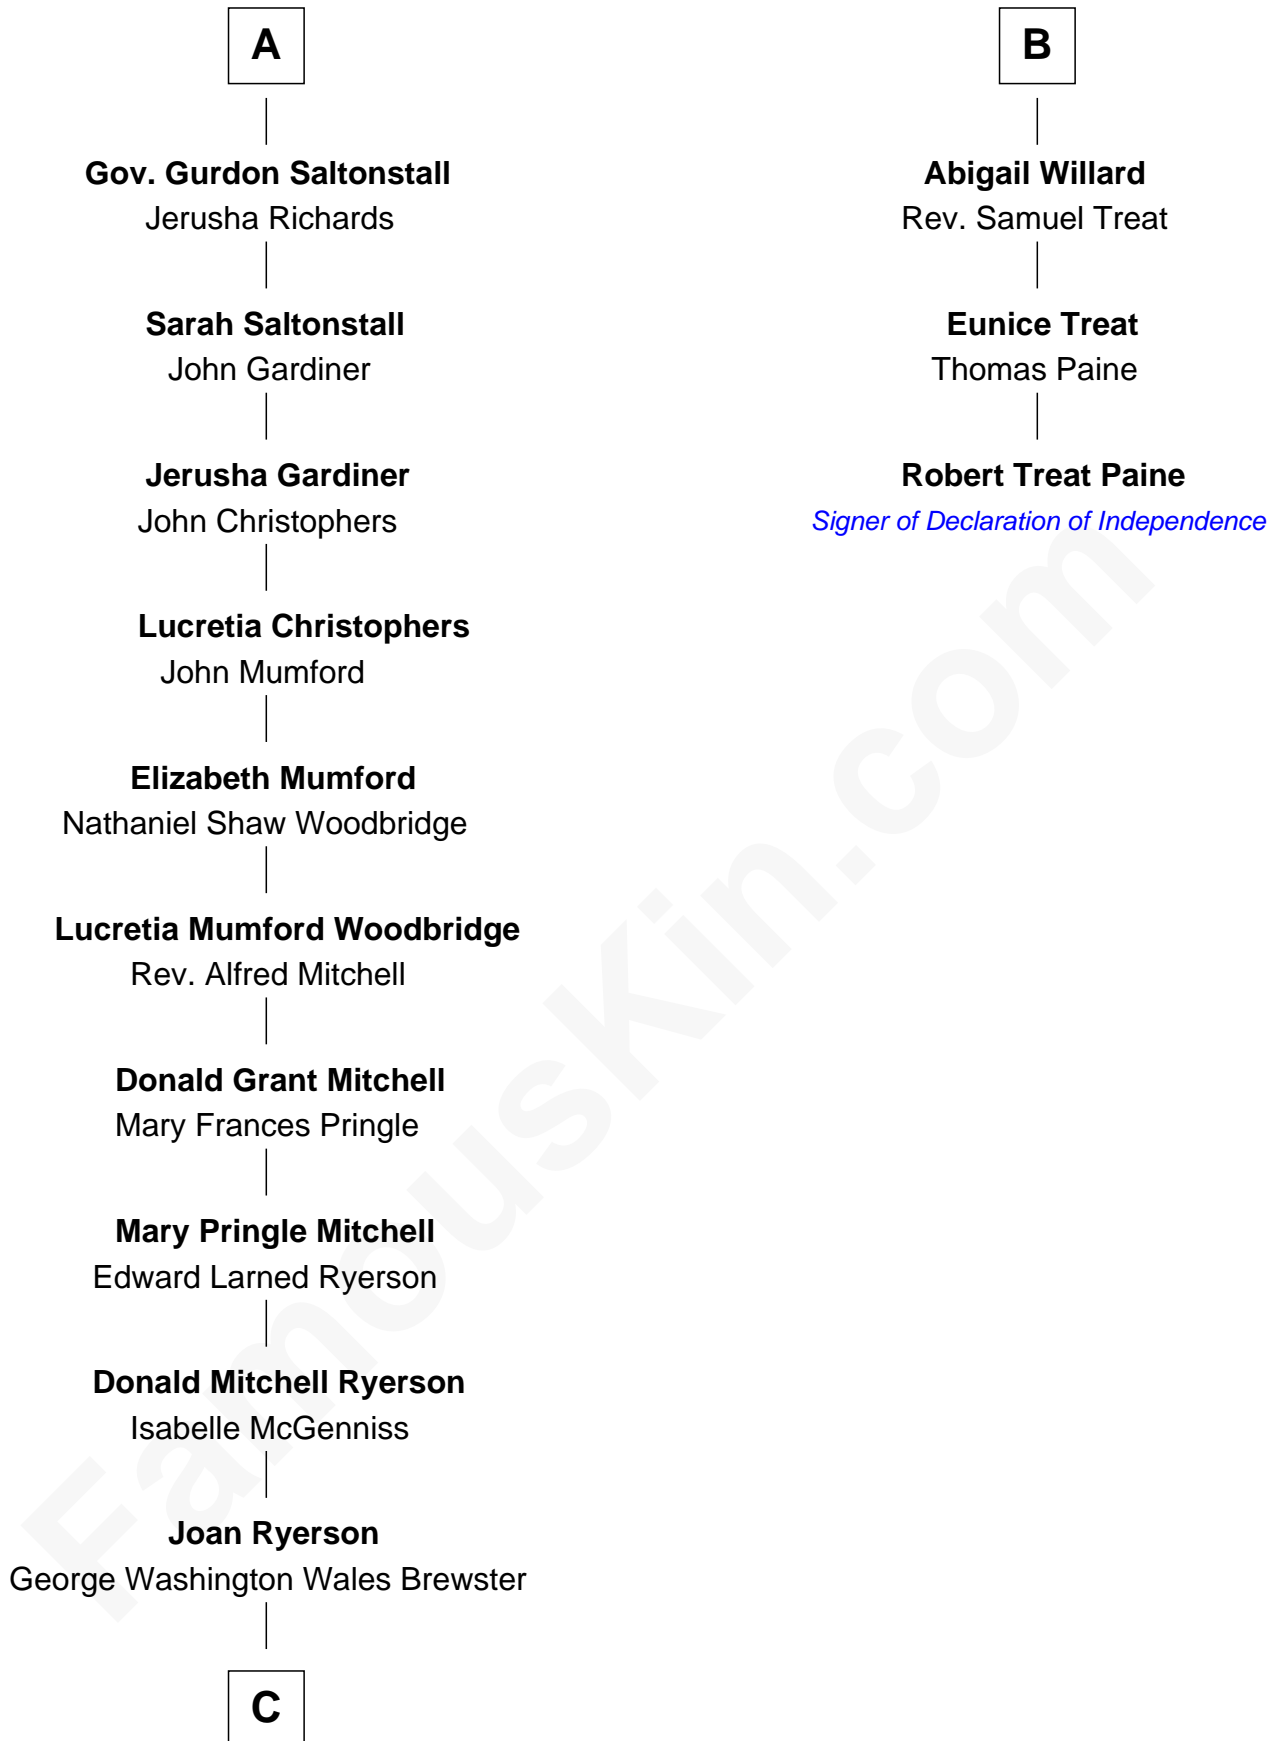 A
Gov. Gurdon Saltonstall
Jerusha Richards
Sarah Saltonstall
John Gardiner
Jerusha Gardiner
John Christophers
Lucretia Christophers
John Mumford
Elizabeth Mumford
Nathaniel Shaw Woodbridge
Lucretia Mumford Woodbridge
Rev. Alfred Mitchell
Donald Grant Mitchell
Mary Frances Pringle
Mary Pringle Mitchell
Edward Larned Ryerson
Donald Mitchell Ryerson
Isabelle McGenniss
Joan Ryerson
George Washington Wales Brewster
C
B
Abigail Willard
Rev. Samuel Treat
Eunice Treat
Thomas Paine
Robert Treat Paine
Signer of Declaration of Independence
FamousKin.com